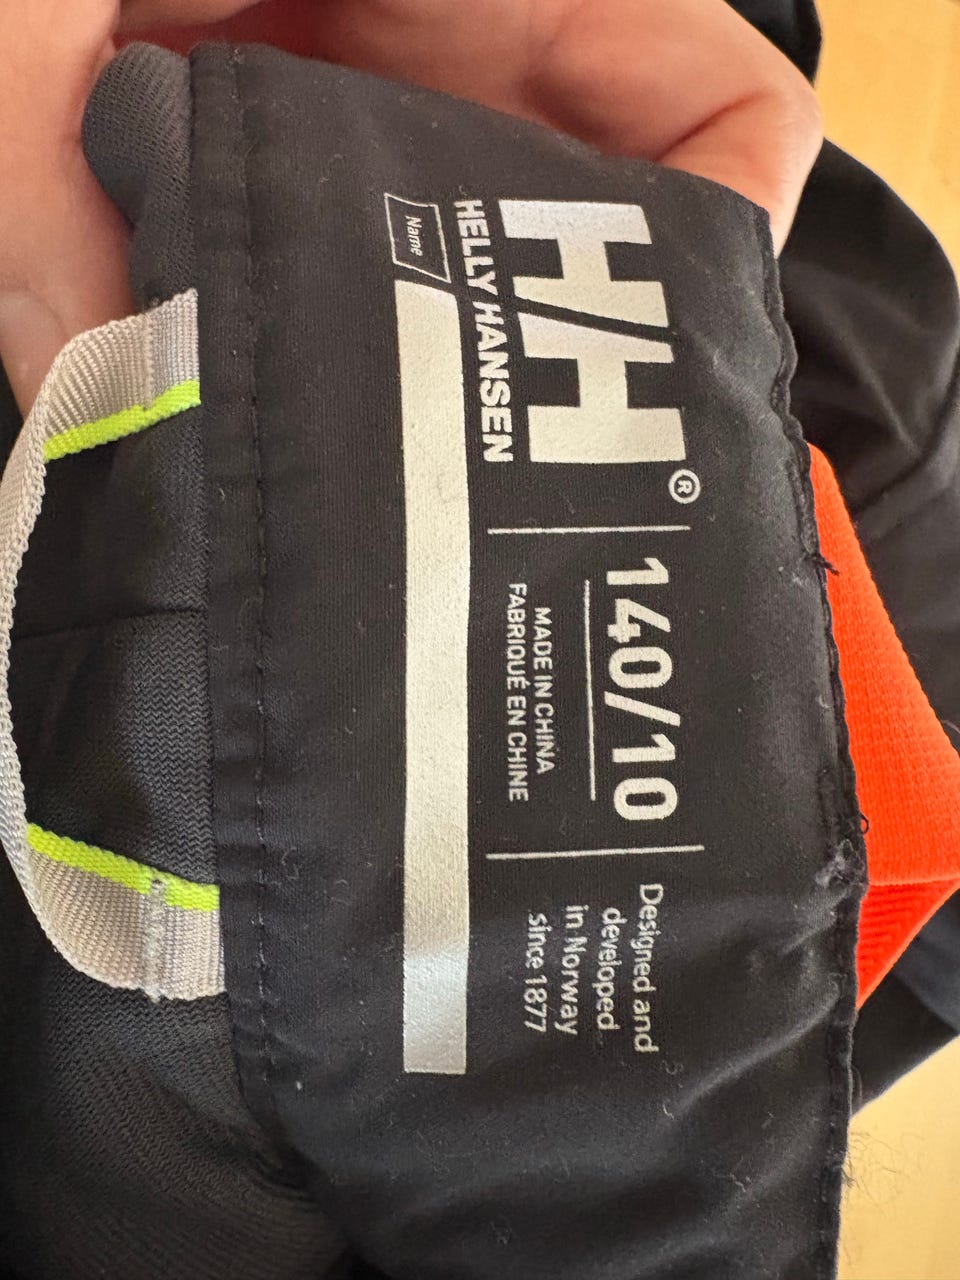 HH®
HELLY HANSEN
140/10
MADE IN CHINA
FABRIQUÉ EN CHINE
Designed and
developed
in Norway
since 1877
Name